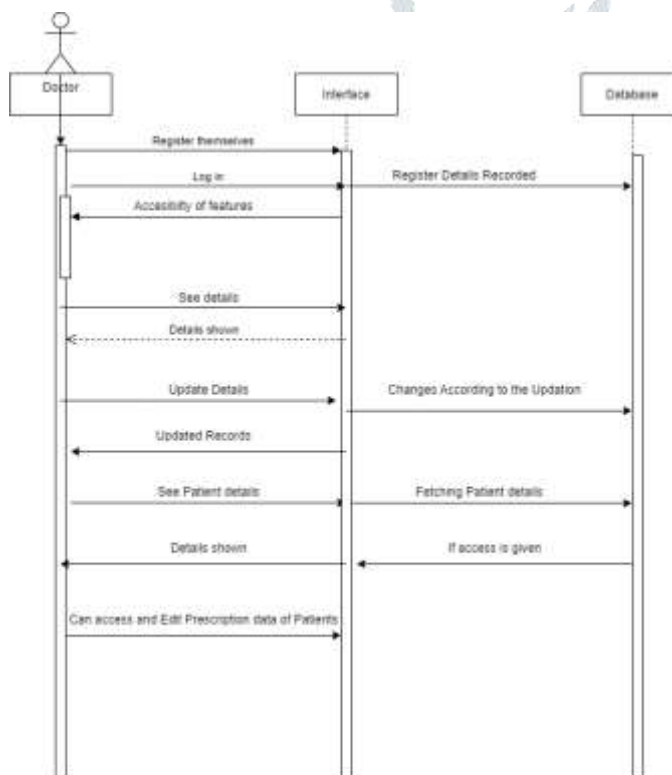 Doctor
Interface
Database
Register themselves
Log in
Register Details Recorded
Accesibility of features
See details
Details shown
Update Details
Changes According to the Updation
Updated Records
See Patient details
Fetching Patient details
Details shown
If access is given
Can access and Edit Prescription data of Patients